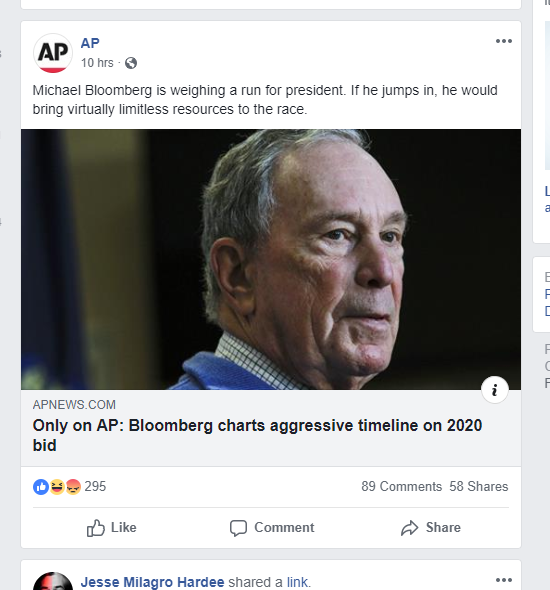 AP
AP
10 hrs ·
Michael Bloomberg is weighing a run for president. If he jumps in, he would
bring virtually limitless resources to the race.
i
APNEWS.COM
Only on AP: Bloomberg charts aggressive timeline on 2020
bid
295
89 Comments 58 Shares
Like
Comment
Share
Jesse Milagro Hardee shared a link.